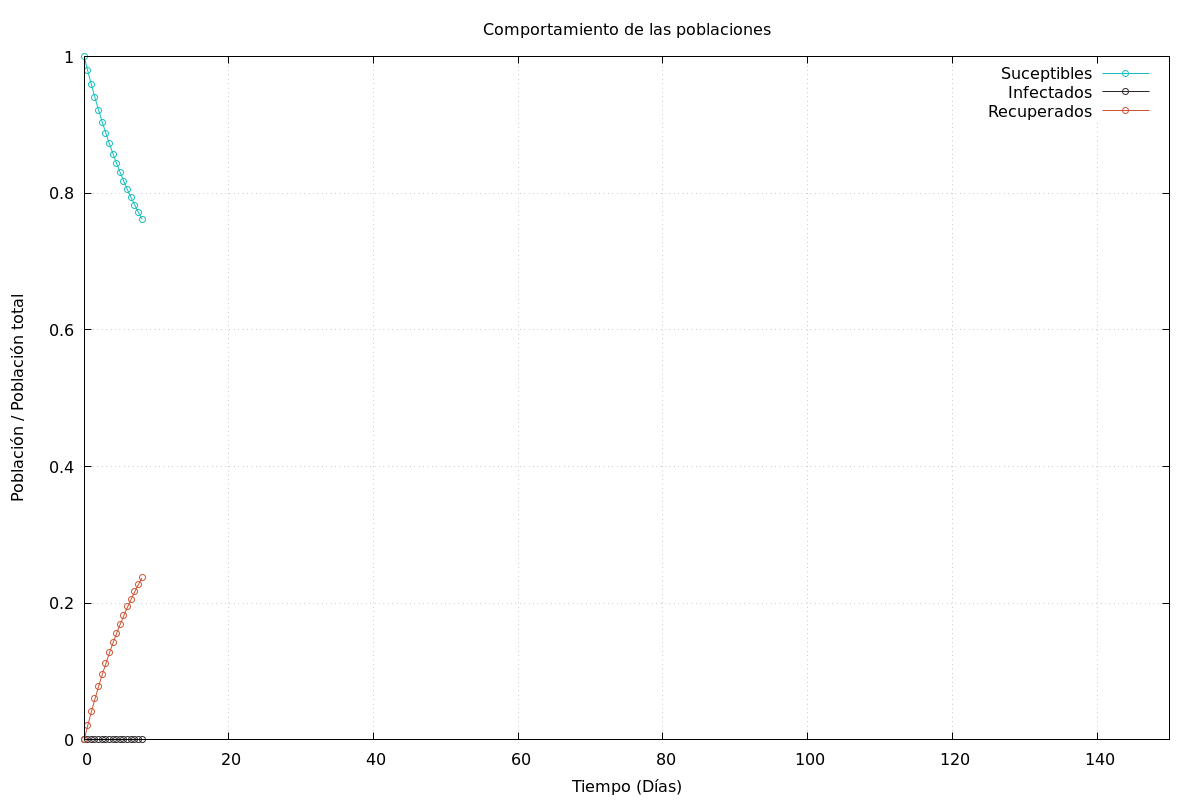 Comportamiento de las poblaciones
Suceptibles
Infectados
Recuperados
1
0.8
0.6
0.4
0.2
0
Población / Población total
0 20 40 60 80 100 120 140
Tiempo (Días)